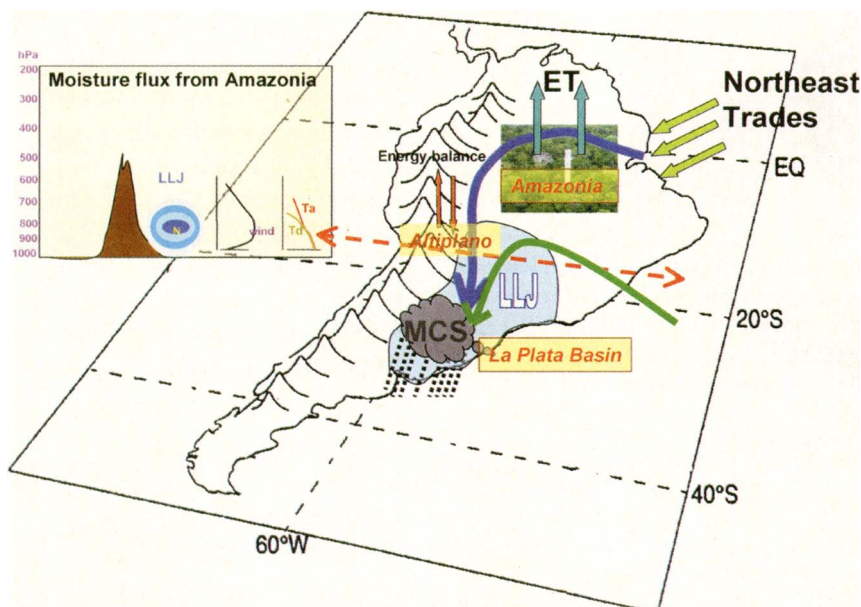 hPa
200
300
400
500
600
700
800
900
1000
Moisture flux from Amazonia
LLJ
N
wind
Ta
Td
ET
Northeast
Trades
EQ
Energy balance
Amazonia
Altiplano
LLJ
MCS
La Plata Basin
20°S
40°S
60°W